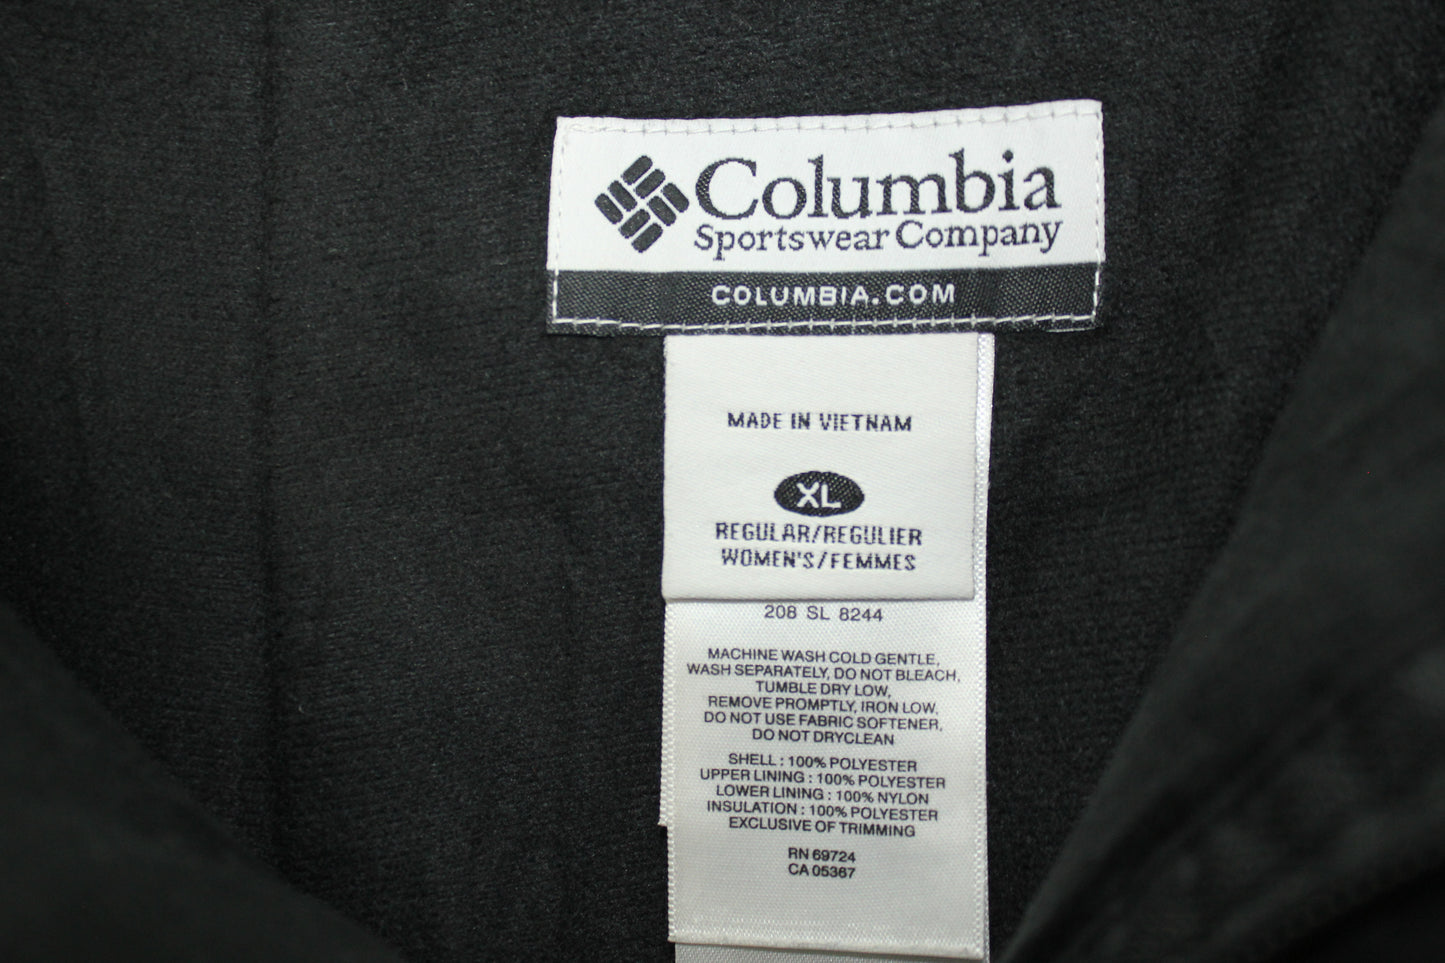 Columbia
Sportswear Company
COLUMBIA.COM
MADE IN VIETNAM
XL
REGULAR/REGULIER
WOMEN'S/FEMMES
208 SL 8244
MACHINE WASH COLD GENTLE,
WASH SEPARATELY, DO NOT BLEACH,
TUMBLE DRY LOW,
REMOVE PROMPTLY, IRON LOW,
DO NOT USE FABRIC SOFTENER,
DO NOT DRYCLEAN
SHELL : 100% POLYESTER
UPPER LINING : 100% POLYESTER
LOWER LINING : 100% NYLON
INSULATION : 100% POLYESTER
EXCLUSIVE OF TRIMMING
RN 69724
CA 05367